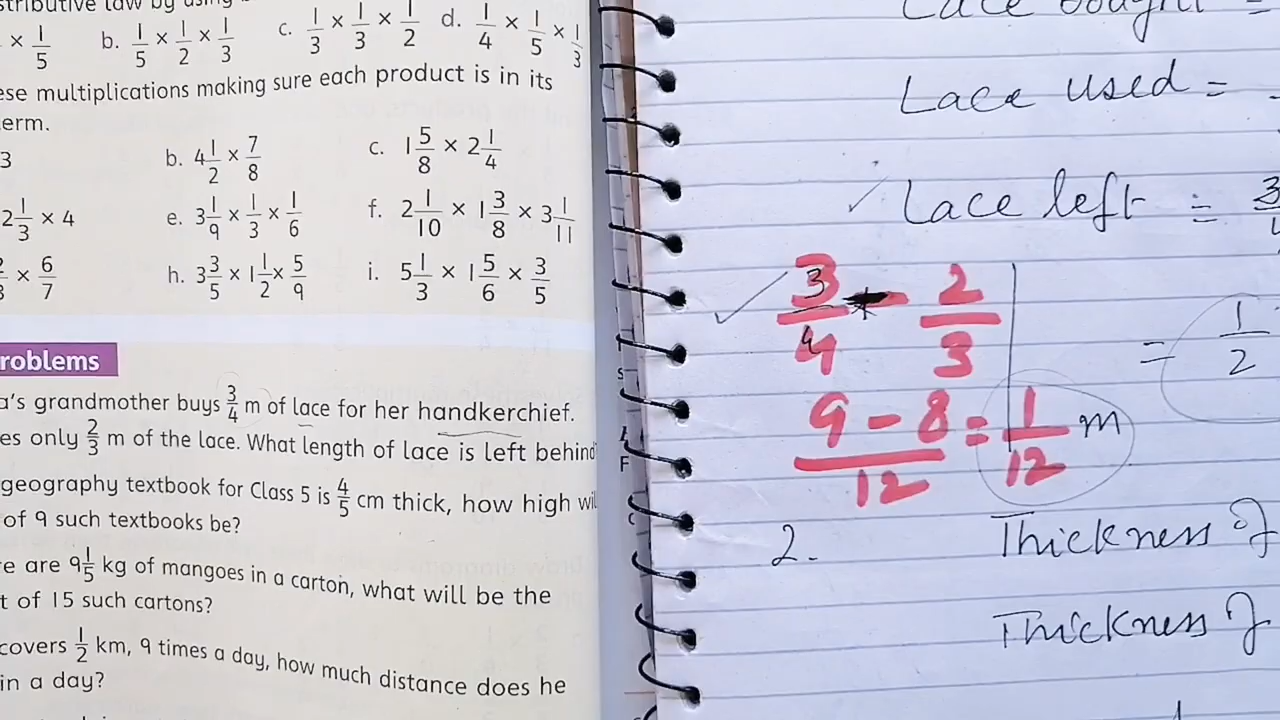 stributive law by using
× 1/5 b. 1/5 × 1/2 × 1/3 c. 1/3 × 1/3 × 1/2 d. 1/4 × 1/5 × 1/3
ese multiplications making sure each product is in its
erm.
3 b. 4 1/2 × 7/8 c. 1 5/8 × 2 1/4
2 1/3 × 4 e. 3 1/9 × 1/3 × 1/6 f. 2 1/10 × 1 3/8 × 3 1/11
× 6/7 h. 3 3/5 × 1 1/2 × 5/9 i. 5 1/3 × 1 5/6 × 3/5
roblems
a's grandmother buys 3/4 m of lace for her handkerchief.
es only 2/3 m of the lace. What length of lace is left behind
geography textbook for Class 5 is 4/5 cm thick, how high wil
of 9 such textbooks be?
re are 9 1/5 kg of mangoes in a carton, what will be the
t of 15 such cartons?
covers 1/2 km, 9 times a day, how much distance does he
in a day?
Lace bought =
Lace used =
Lace left =
3/4 - 2/3
= 1/2
9 - 8/12 = 1/12 m
2. Thickness of
Thickness of